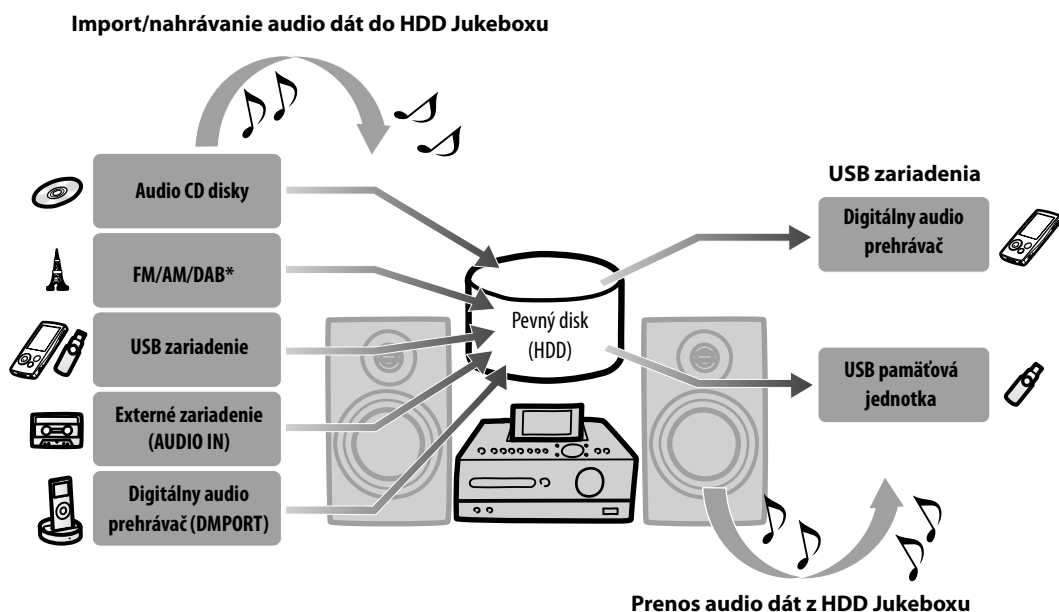 Import/nahrávanie audio dát do HDD Jukeboxu
Audio CD disky
FM/AM/DAB*
USB zariadenie
Externé zariadenie
(AUDIO IN)
Digitálny audio
prehrávač (DMPORT)
Pevný disk
(HDD)
USB zariadenia
Digitálny audio
prehrávač
USB pamäťová
jednotka
Prenos audio dát z HDD Jukeboxu